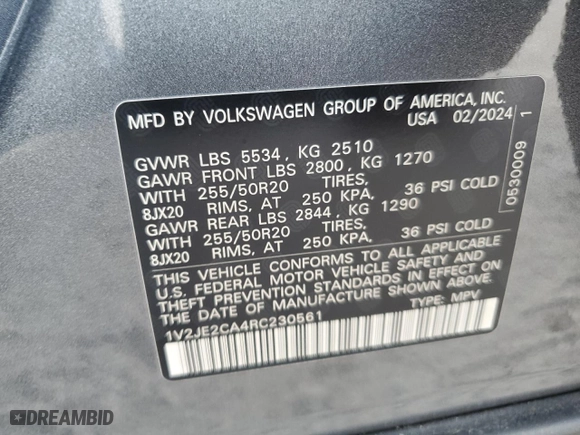 MFD BY VOLKSWAGEN GROUP OF AMERICA, INC.
USA 02/2024
GVWR LBS 5534, KG 2510
GAWR FRONT LBS 2800, KG 1270
WITH 255/50R20 TIRES,
8JX20 RIMS, AT 250 KPA, 36 PSI COLD
GAWR REAR LBS 2844, KG 1290
WITH 255/50R20 TIRES,
8JX20 RIMS, AT 250 KPA, 36 PSI COLD
THIS VEHICLE CONFORMS TO ALL APPLICABLE
U.S. FEDERAL MOTOR VEHICLE SAFETY AND
THEFT PREVENTION STANDARDS IN EFFECT ON
THE DATE OF MANUFACTURE SHOWN ABOVE.
1V2JE2CA4RC230561 TYPE: MPV
0530009 1
DREAMBID